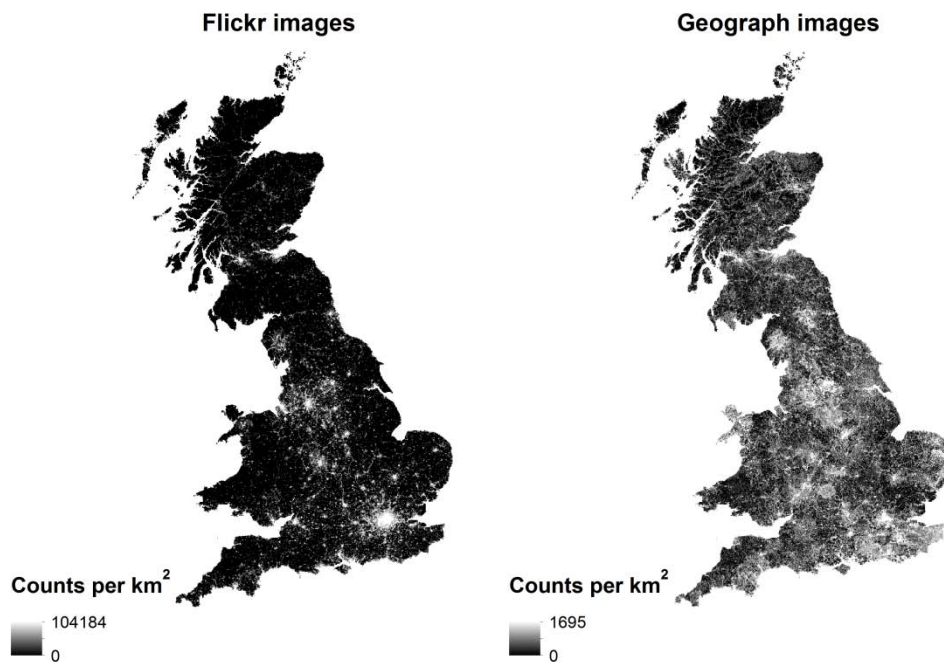 Flickr images
Geograph images
Counts per km²
104184
0
Counts per km²
1695
0